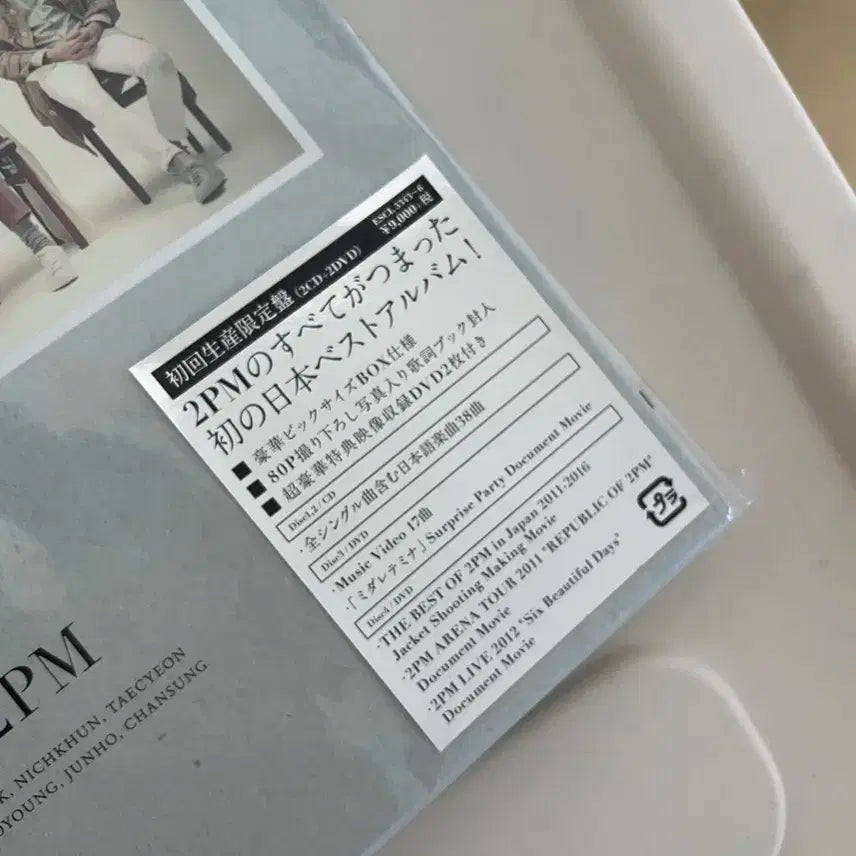 初回生産限定盤 (2CD+2DVD)
ESCL 3343~6
¥9,000+税
2PMのすべてがつまった
初の日本ベストアルバム!
■ 豪華ビックサイズBOX仕様
■ 80P撮り下ろし写真入り歌詞ブック封入
■ 超豪華特典映像収録DVD2枚付き
Disc1,2 / CD
・全シングル曲含む日本語楽曲38曲
Disc3 / DVD
・Music Video 17曲
・「ミダレテミナ」Surprise Party Document Movie
Disc4 / DVD
・THE BEST OF 2PM in Japan 2011-2016
Jacket Shooting Making Movie
・2PM ARENA TOUR 2011 "REPUBLIC OF 2PM"
Document Movie
・2PM LIVE 2012 "Six Beautiful Days"
Document Movie
プラ
2PM
K, NICHKHUN, TAECYEON
OYOUNG, JUNHO, CHANSUNG